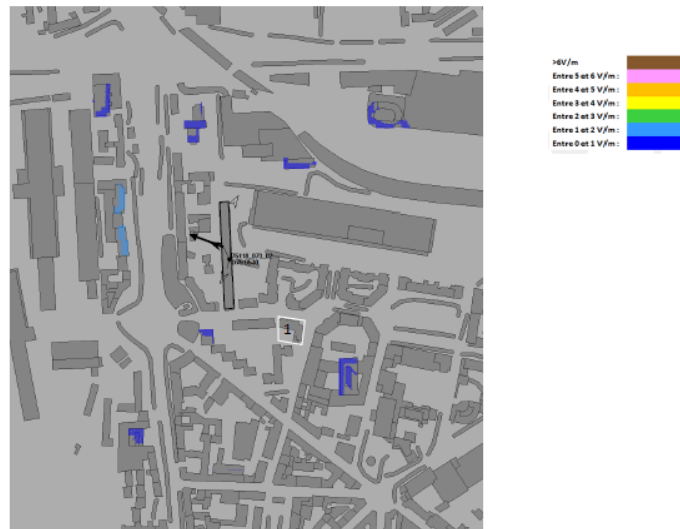 >6V/m
Entre 5 et 6 V/m :
Entre 4 et 5 V/m :
Entre 3 et 4 V/m :
Entre 2 et 3 V/m :
Entre 1 et 2 V/m :
Entre 0 et 1 V/m :
1